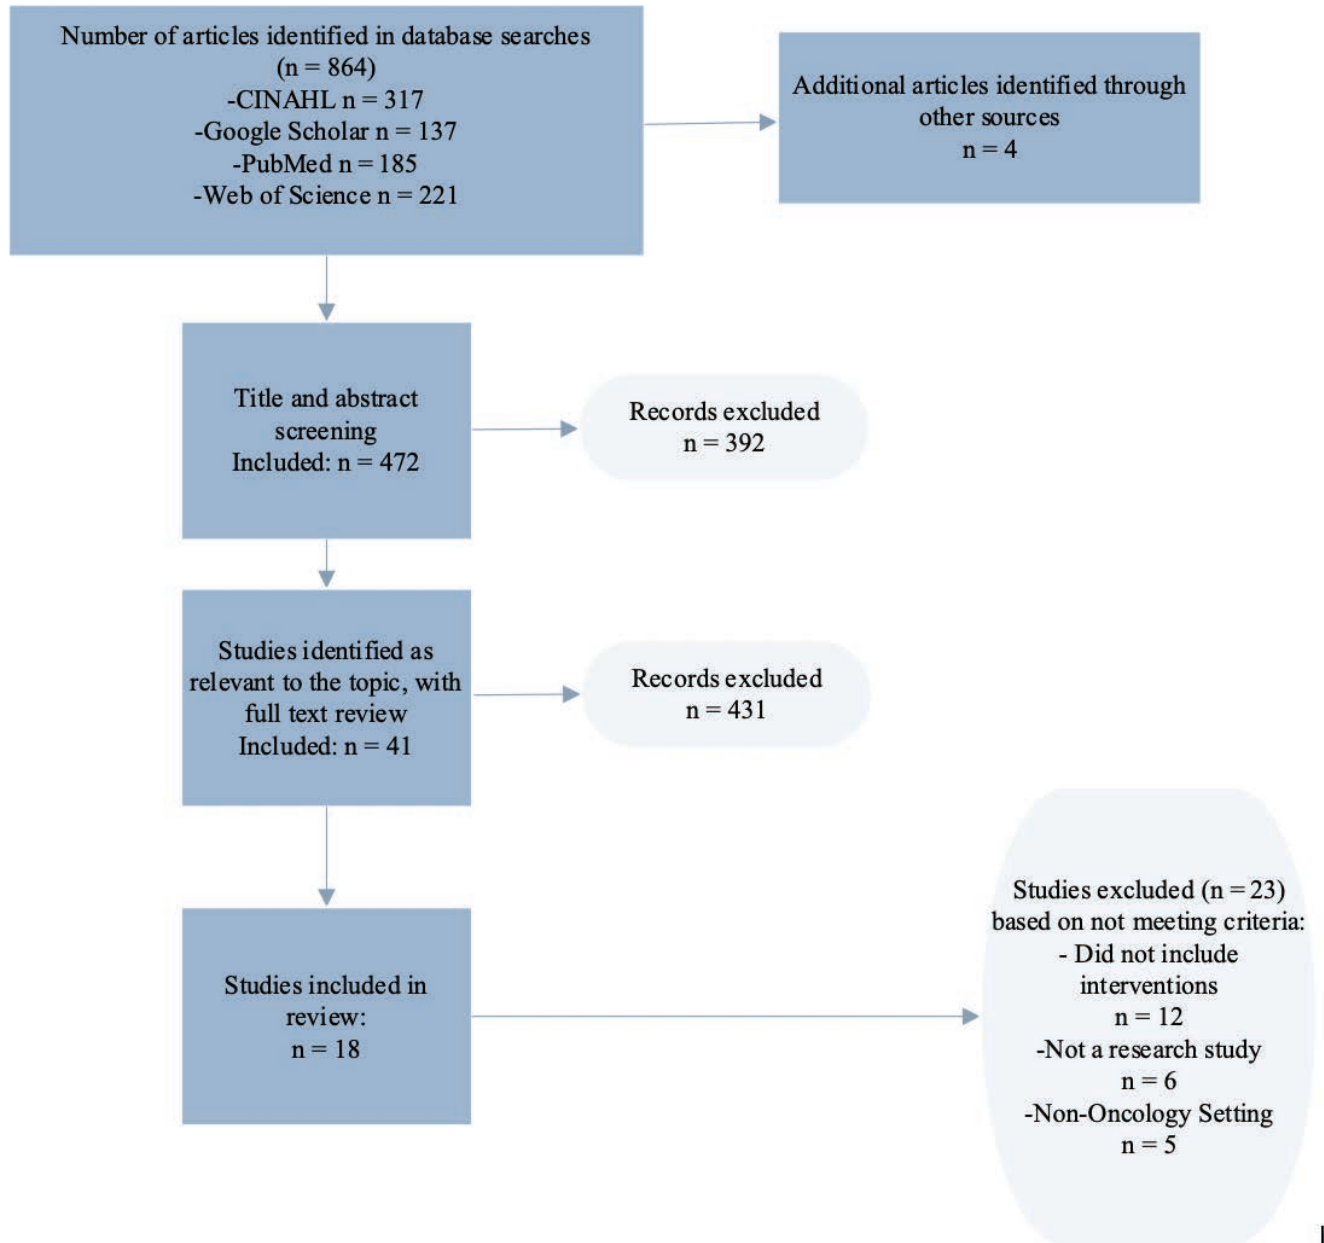 Number of articles identified in database searches
(n = 864)
-CINAHL n = 317
-Google Scholar n = 137
-PubMed n = 185
-Web of Science n = 221
Additional articles identified through
other sources
n = 4
Title and abstract
screening
Included: n = 472
Records excluded
n = 392
Studies identified as
relevant to the topic, with
full text review
Included: n = 41
Records excluded
n = 431
Studies included in
review:
n = 18
Studies excluded (n = 23)
based on not meeting criteria:
- Did not include
interventions
n = 12
-Not a research study
n = 6
-Non-Oncology Setting
n = 5